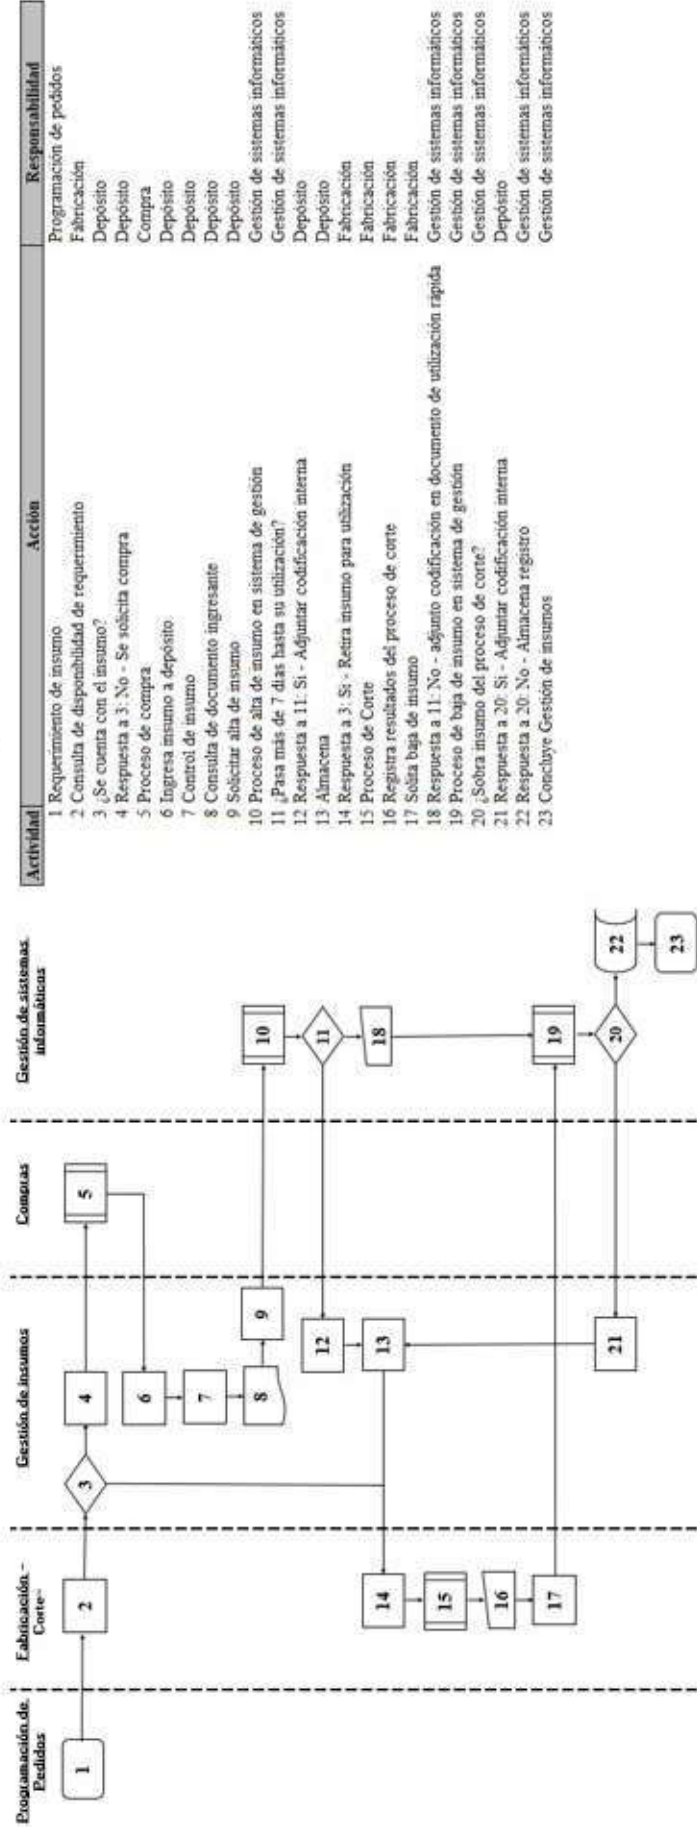 Programación de
Pedidos
Fabricación -
Corte-
Gestión de insumos
Compras
Gestión de sistemas
informáticos
1
2
3
4
5
6
7
8
9
10
11
12
13
18
14
15
16
17
19
20
21
22
23
Actividad Acción Responsabilidad
1 Requerimiento de insumo Programación de pedidos
2 Consulta de disponibilidad de requerimiento Fabricación
3 ¿Se cuenta con el insumo? Depósito
4 Respuesta a 3: No - Se solicita compra Depósito
5 Proceso de compra Compra
6 Ingresa insumo a depósito Depósito
7 Control de insumo Depósito
8 Consulta de documento ingresante Depósito
9 Solicitar alta de insumo Depósito
10 Proceso de alta de insumo en sistema de gestión Gestión de sistemas informáticos
11 ¿Pasa más de 7 días hasta su utilización? Gestión de sistemas informáticos
12 Respuesta a 11: Si - Adjuntar codificación interna Depósito
13 Almacena Depósito
14 Respuesta a 3: Si - Retira insumo para utilización Fabricación
15 Proceso de Corte Fabricación
16 Registra resultados del proceso de corte Fabricación
17 Solita baja de insumo Fabricación
18 Respuesta a 11: No - adjunto codificación en documento de utilización rápida Gestión de sistemas informáticos
19 Proceso de baja de insumo en sistema de gestión Gestión de sistemas informáticos
20 ¿Sobra insumo del proceso de corte? Gestión de sistemas informáticos
21 Respuesta a 20: Si - Adjuntar codificación interna Depósito
22 Respuesta a 20: No - Almacena registro Gestión de sistemas informáticos
23 Concluye Gestión de insumos Gestión de sistemas informáticos